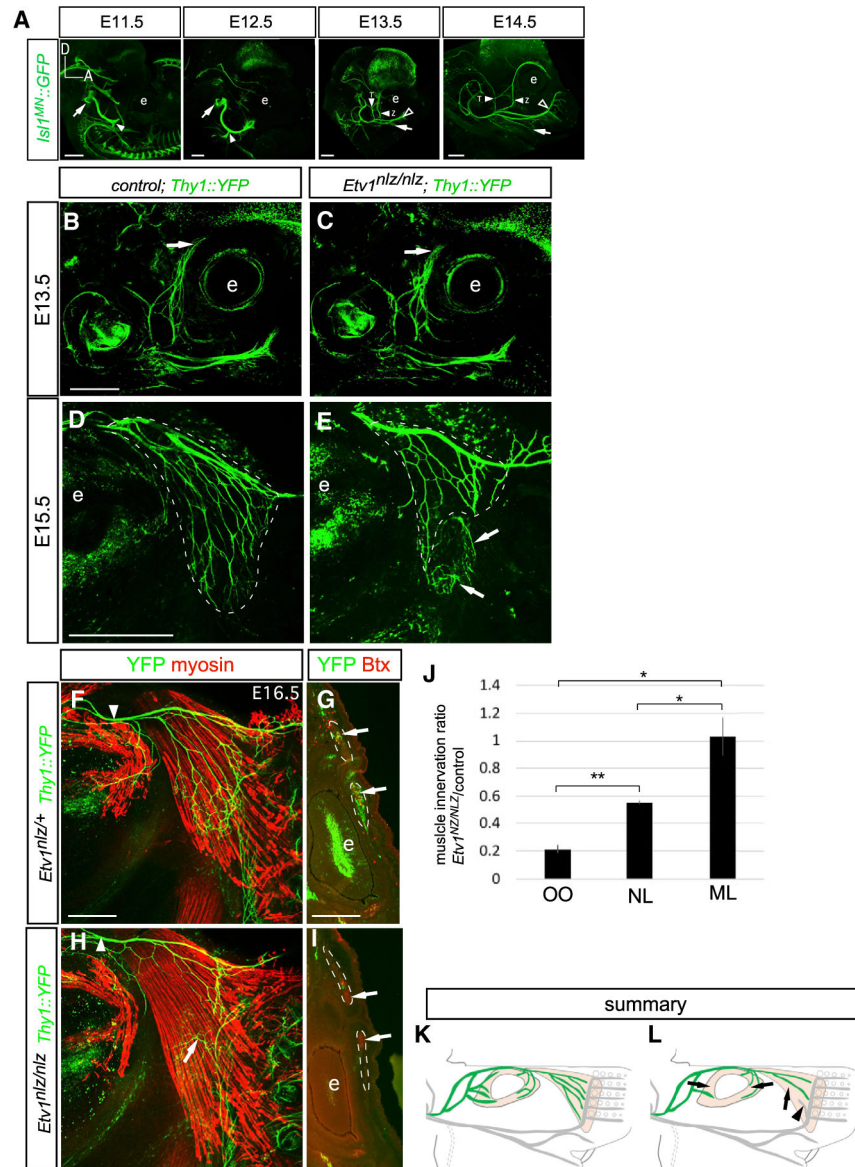 A
E11.5 E12.5 E13.5 E14.5
Isl1MN::GFP
D
A
e
e
T
e
z
e
T
z
control; Thy1::YFP
Etv1nlz/nlz; Thy1::YFP
E13.5
B
e
C
e
E15.5
D
e
E
e
YFP myosin
YFP Btx
Etv1nlz/+ Thy1::YFP
F
E16.5
G
e
Etv1nlz/nlz Thy1::YFP
H
I
e
J
muslcle innervation ratio
Etv1NZ/NLZ/control
1.4
1.2
1
0.8
0.6
0.4
0.2
0
*
*
**
OO NL ML
summary
K
L